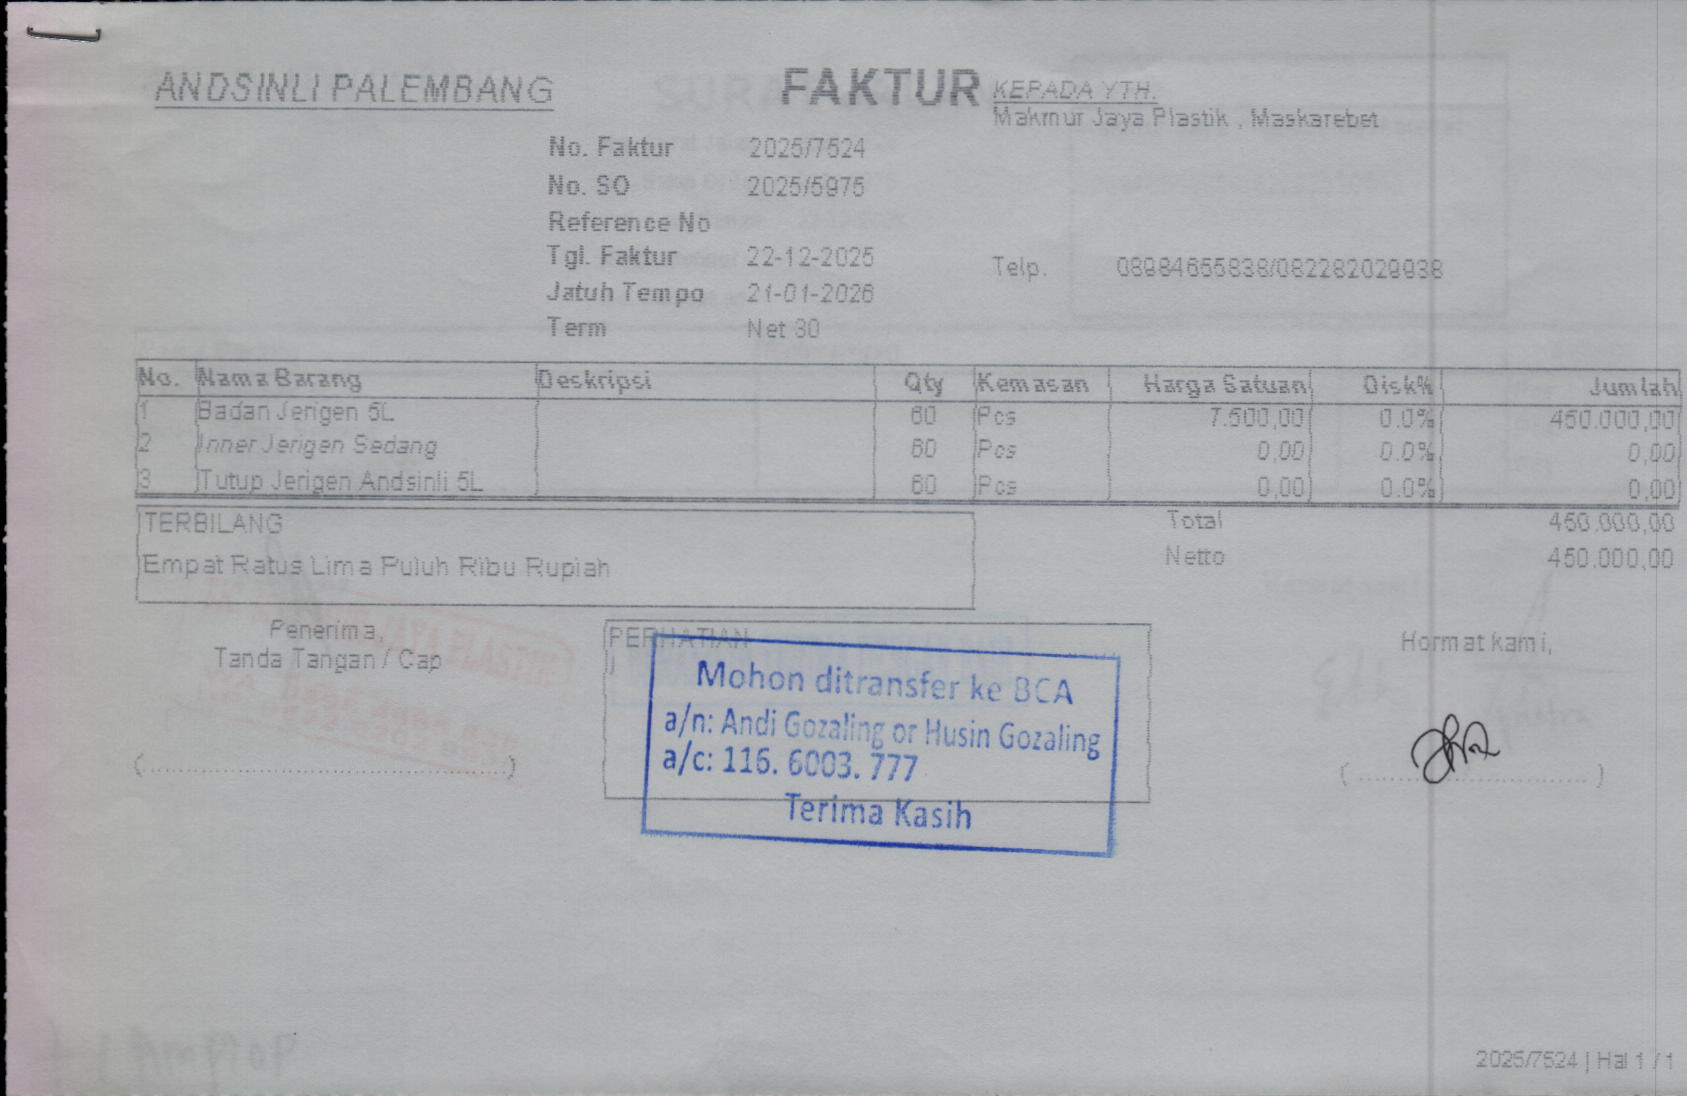 ANDSINLI PALEMBANG
FAKTUR
KEPADA YTH.
Makmur Jaya Plastik , Maskarebet
No. Faktur 2025/7524
No. SO 2025/5975
Reference No
Tgl. Faktur 22-12-2025
Jatuh Tempo 21-01-2026
Term Net 30
Telp. 08984655838/082282029938
No. Nama Barang Deskripsi Qty Kemasan Harga Satuan Disk% Jumlah
1 Badan Jerigen 5L 60 Pcs 7.500,00 0.0% 450.000,00
2 Inner Jerigen Sedang 60 Pcs 0,00 0.0% 0,00
3 Tutup Jerigen Andsinli 5L 60 Pcs 0,00 0.0% 0,00
TERBILANG
Empat Ratus Lima Puluh Ribu Rupiah
Total 450.000,00
Netto 450.000,00
Penerima,
Tanda Tangan / Cap
(........................................)
PERHATIAN
)
Mohon ditransfer ke BCA
a/n: Andi Gozaling or Husin Gozaling
a/c: 116. 6003. 777
Terima Kasih
Hormat kami,
(........................................)
2025/7524 | Hal 1 / 1